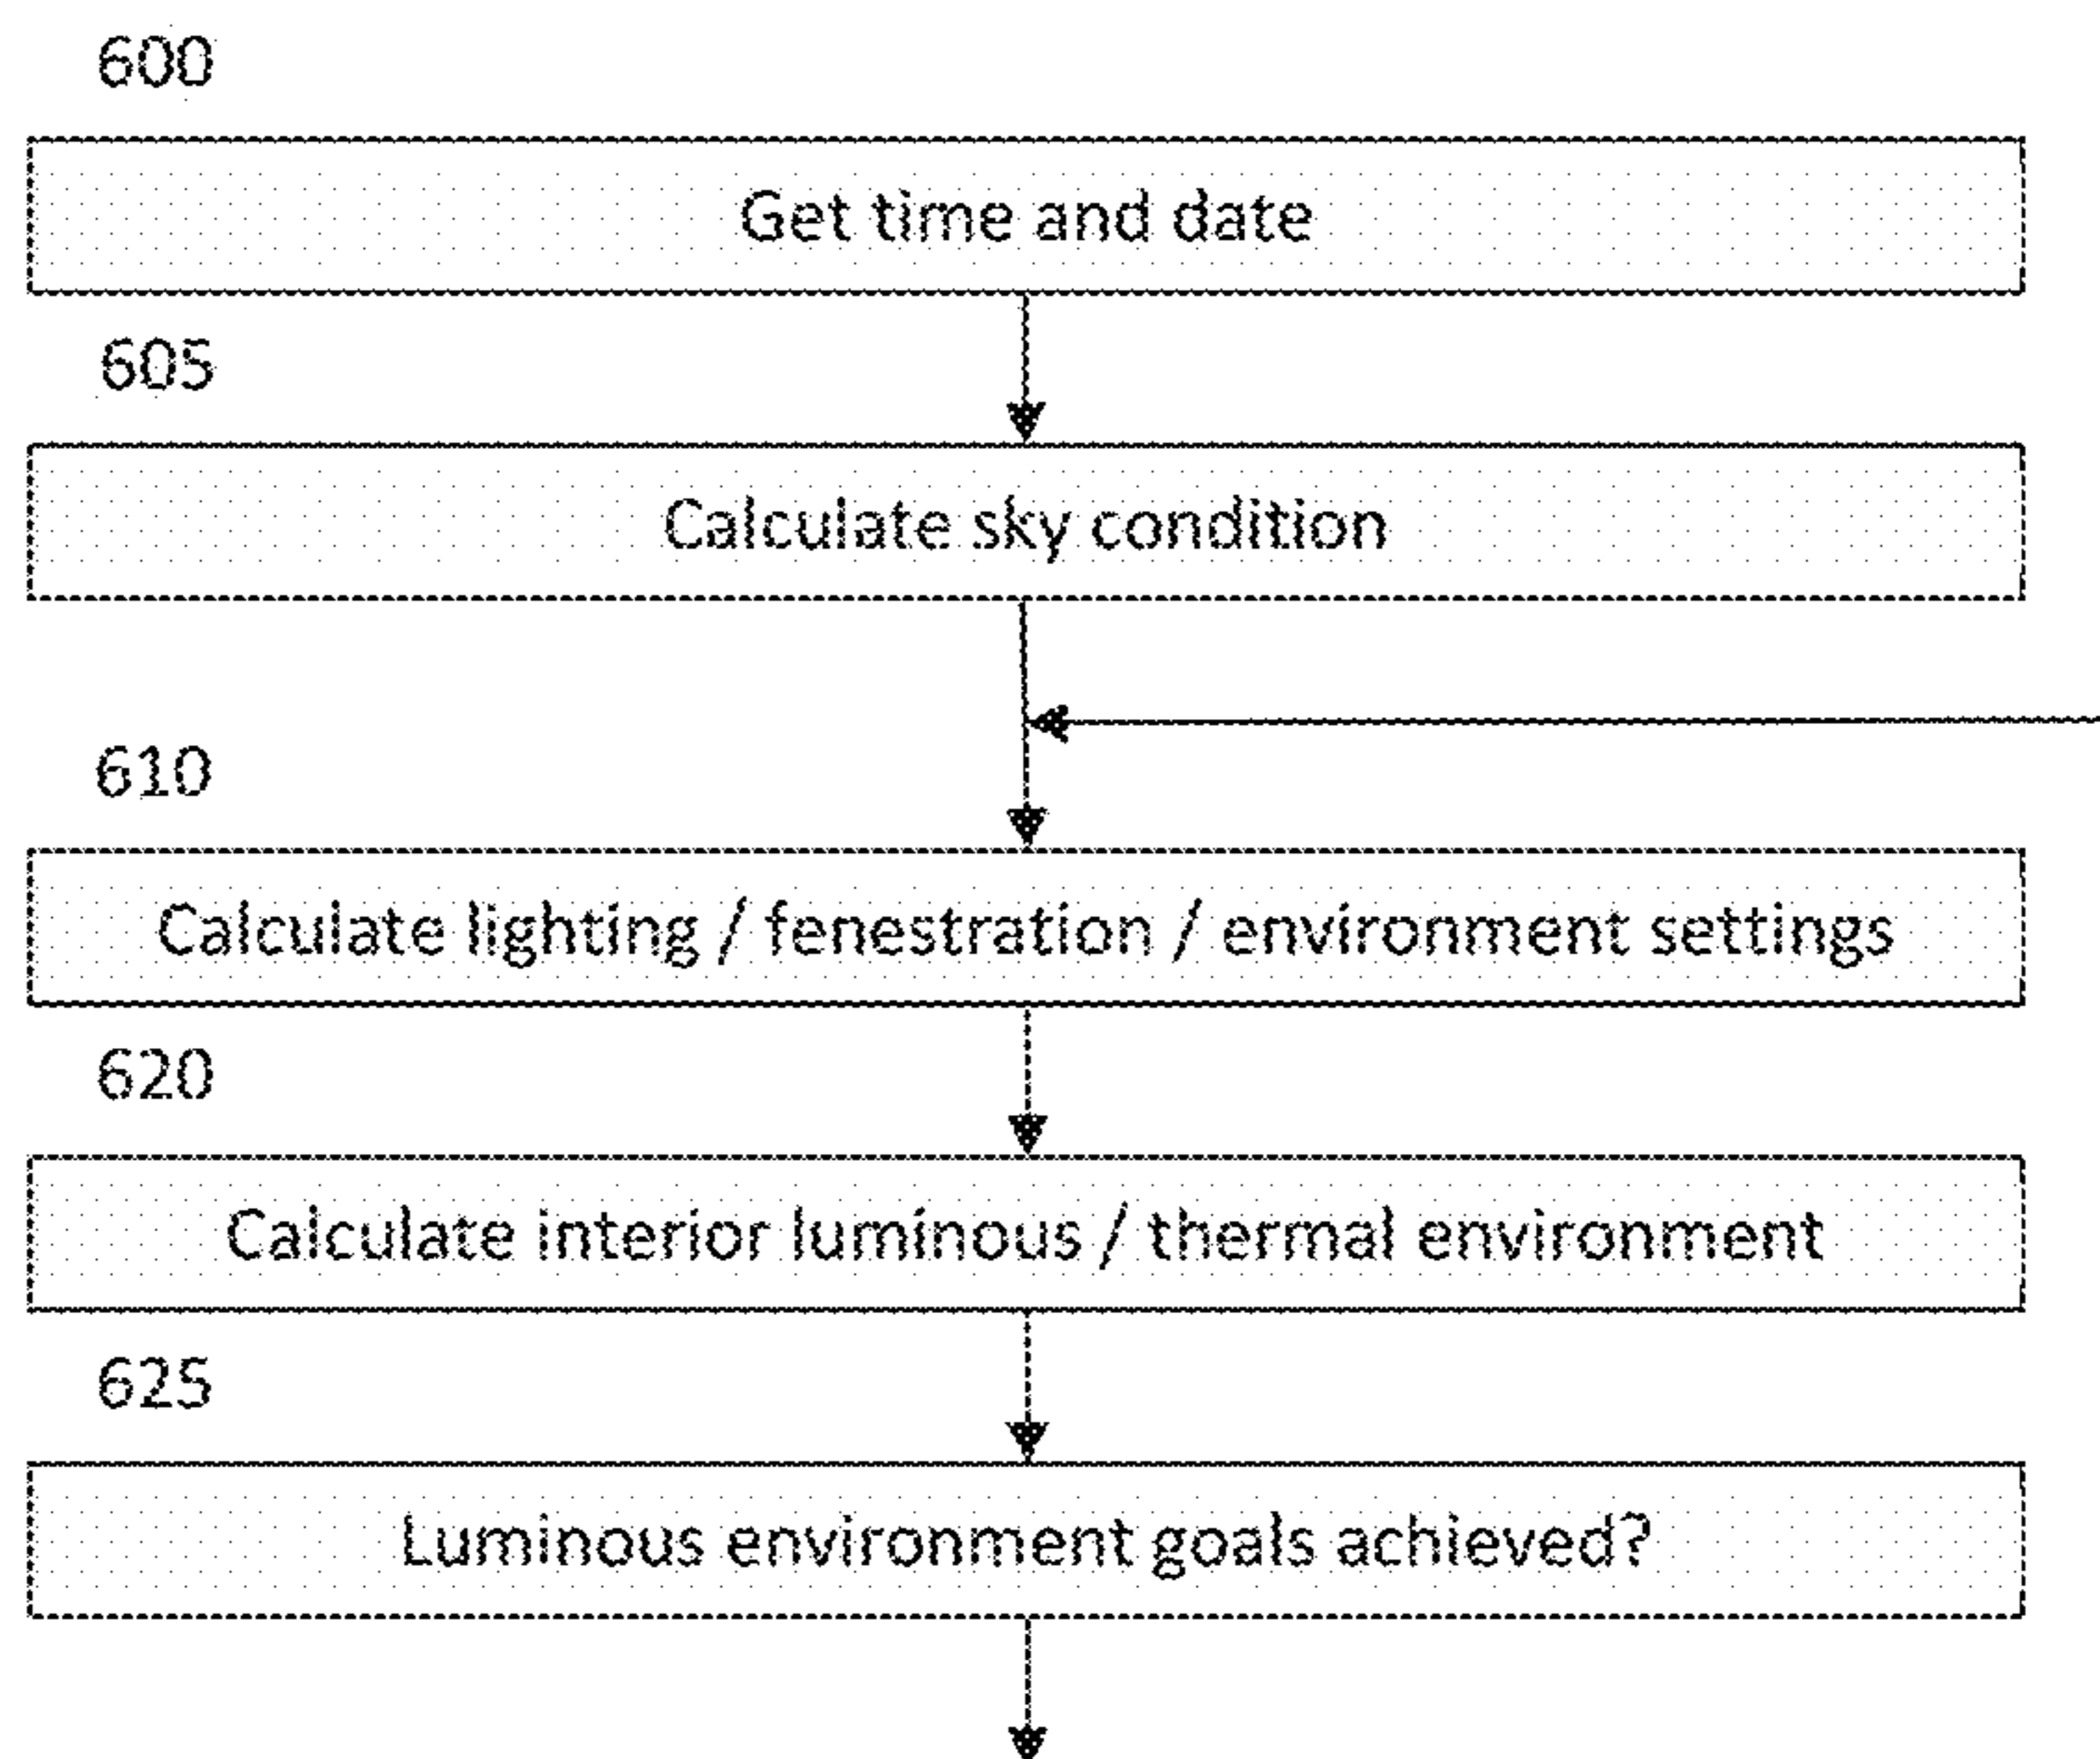 600
Get time and date
605
Calculate sky condition
610
Calculate lighting / fenestration / environment settings
620
Calculate interior luminous / thermal environment
625
Luminous environment goals achieved?